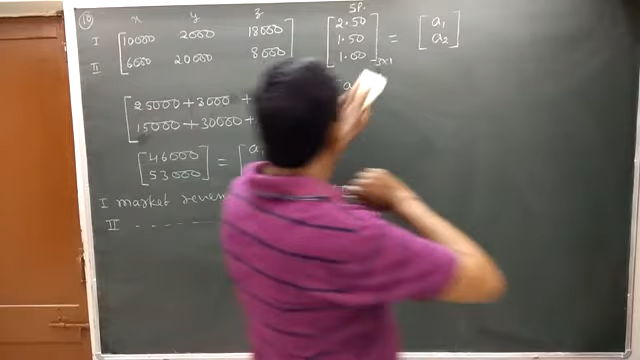 (10) x y z S.P.
I [10000 2000 18000] [2.50] = [a₁]
II [6000 20000 8000] [1.50] [a₂]
[1.00] 3×1
[25000+3000 +
15000+30000+
[46000] = [a
[53000]
I market reven
II - - - - - -